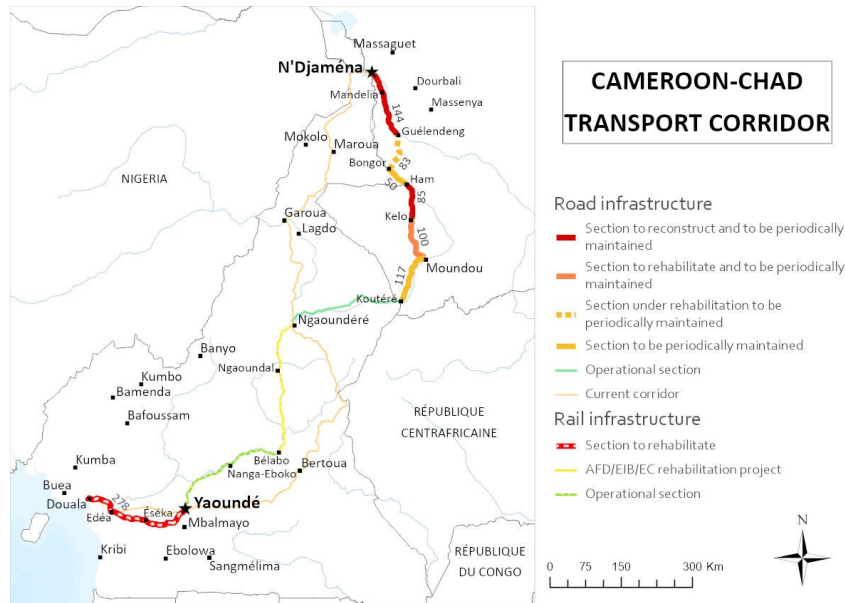 CAMEROON-CHAD
TRANSPORT CORRIDOR
Massaguet
N'Djaména
Mandelia
Dourbali
Massenya
144
Guélendeng
Mokolo
Maroua
83
Bongor
50
Ham
NIGERIA
85
Garoua
Kelo
Lagdo
100
Moundou
117
Koutéré
Ngaoundéré
Banyo
Ngaoundal
Kumbo
Bamenda
Bafoussam
RÉPUBLIQUE
CENTRAFRICAINE
Kumba
Bélabo
Bertoua
Nanga-Eboko
Buea
Douala
278
Yaoundé
Edéa
Éséka
Mbalmayo
Kribi
Ebolowa
Sangmélima
RÉPUBLIQUE
DU CONGO
Road infrastructure
Section to reconstruct and to be periodically
maintained
Section to rehabilitate and to be periodically
maintained
Section under rehabilitation to be
periodically maintained
Section to be periodically maintained
Operational section
Current corridor
Rail infrastructure
Section to rehabilitate
AFD/EIB/EC rehabilitation project
Operational section
N
0 75 150 225 300 Km